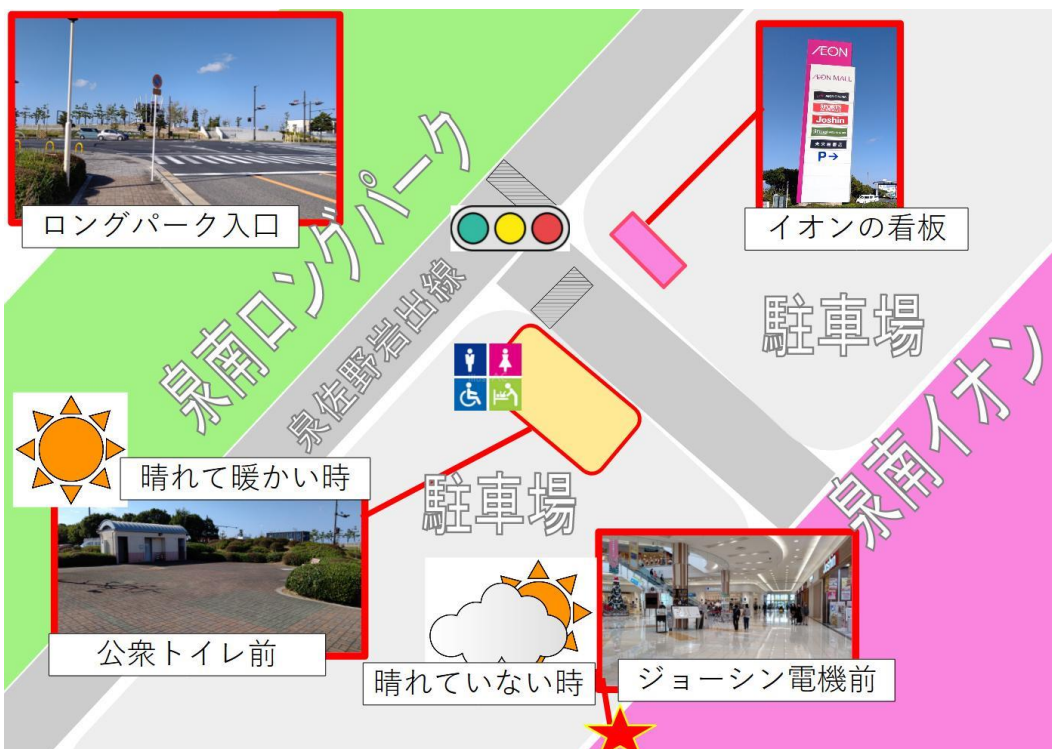 ロングパーク入口
ÆON
ÆON MALL
SPORTS
Joshin
P→
イオンの看板
泉南ロングパーク
泉佐野岩出線
駐車場
泉南イオン
晴れて暖かい時
駐車場
公衆トイレ前
晴れていない時
ジョーシン電機前